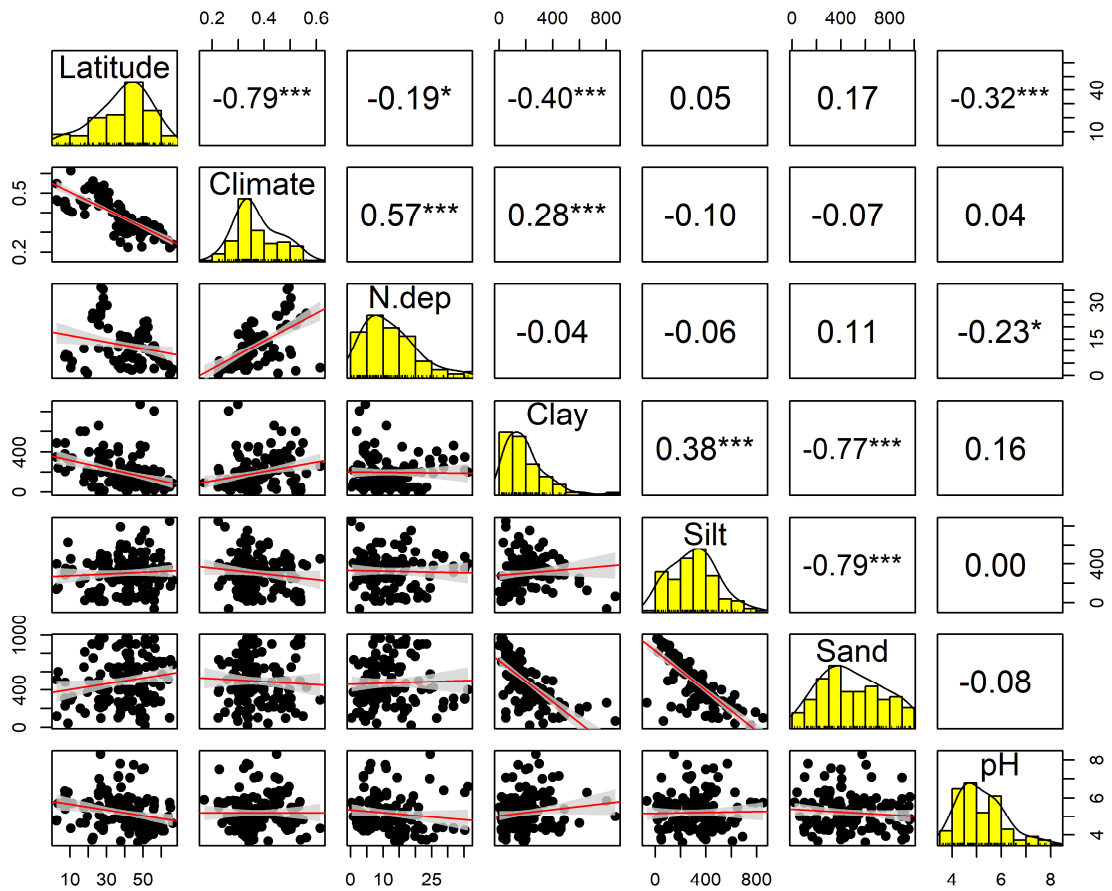 0.2 0.4 0.6 0 400 800 0 400 800
Latitude -0.79*** -0.19* -0.40*** 0.05 0.17 -0.32*** 10 40
0.2 0.5 Climate 0.57*** 0.28*** -0.10 -0.07 0.04
N.dep -0.04 -0.06 0.11 -0.23* 0 15 30
0 400 Clay 0.38*** -0.77*** 0.16
Silt -0.79*** 0.00 0 400
0 400 1000 Sand -0.08
pH 4 6 8
10 30 50 0 10 25 0 400 800 4 6 8